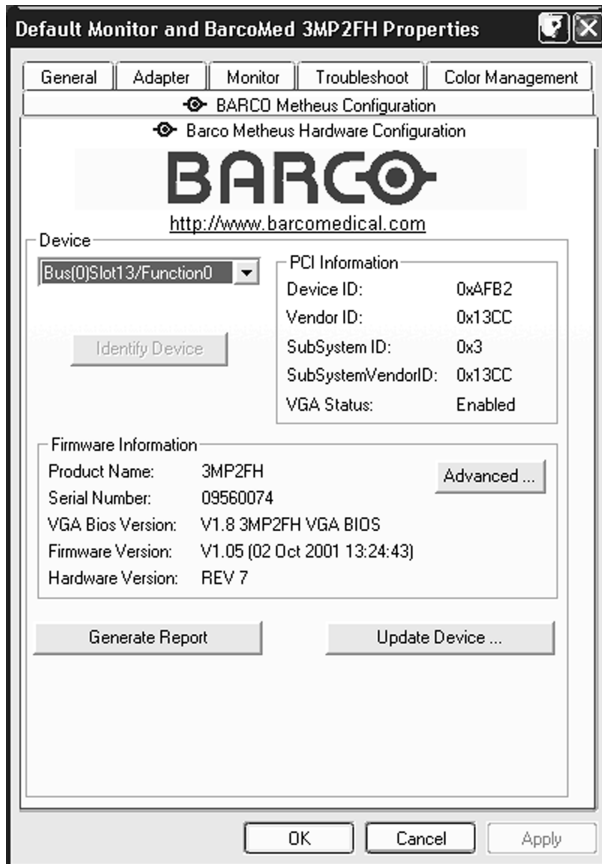 Default Monitor and BarcoMed 3MP2FH Properties
General Adapter Monitor Troubleshoot Color Management
BARCO Metheus Configuration
Barco Metheus Hardware Configuration
BARCO
http://www.barcomedical.com
Device
Bus(0)Slot13/Function0
Identify Device
PCI Information
Device ID: 0xAFB2
Vendor ID: 0x13CC
SubSystem ID: 0x3
SubSystemVendorID: 0x13CC
VGA Status: Enabled
Firmware Information
Product Name: 3MP2FH
Serial Number: 09560074
VGA Bios Version: V1.8 3MP2FH VGA BIOS
Firmware Version: V1.05 (02 Oct 2001 13:24:43)
Hardware Version: REV 7
Advanced ...
Generate Report
Update Device ...
OK Cancel Apply